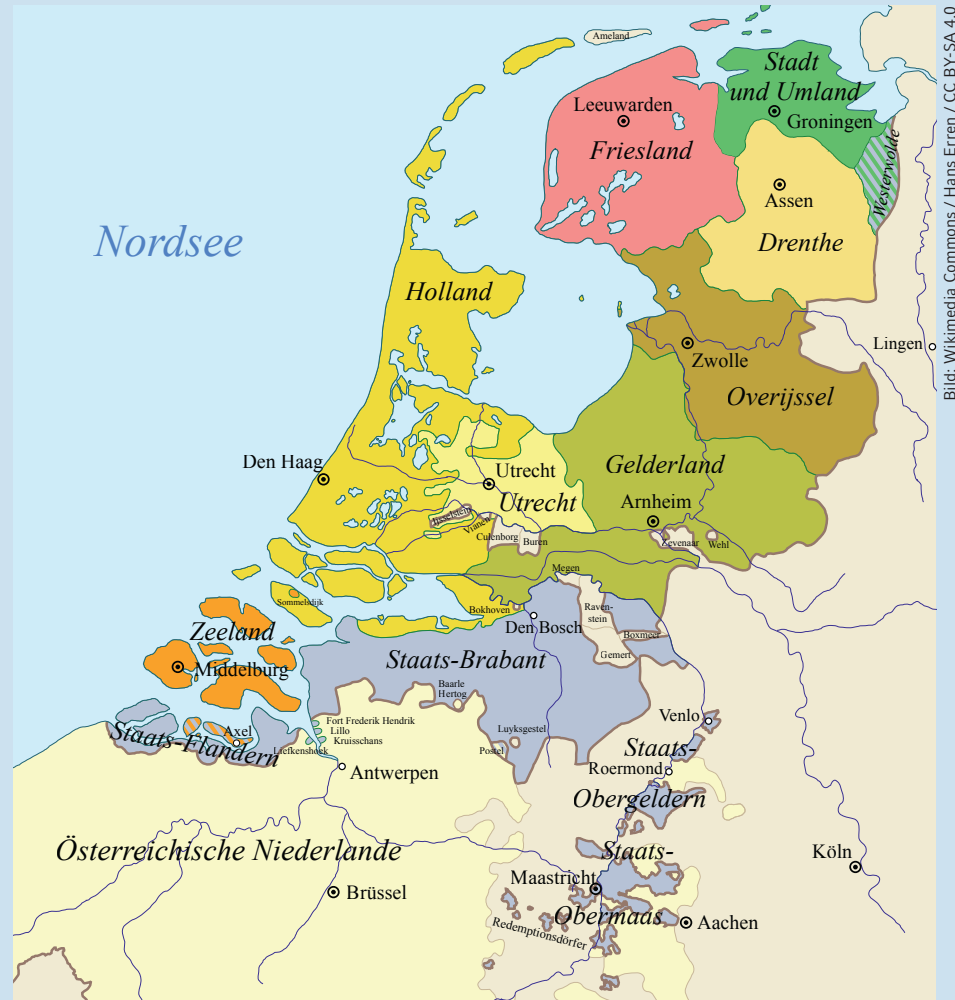 Ameland
Stadt
und Umland
Leeuwarden
Groningen
Friesland
Westerwolde
Assen
Drenthe
Nordsee
Holland
Lingen
Zwolle
Overijssel
Den Haag
Utrecht
Utrecht
Gelderland
Arnheim
IJsselstein
Vianen
Culenborg
Buren
Zevenaar
Wehl
Megen
Sommelsdijk
Bokhoven
Raven-
stein
Den Bosch
Boxmeer
Gemert
Zeeland
Middelburg
Staats-Brabant
Baarle
Hertog
Fort Frederik Hendrik
Lillo
Kruisschans
Liefkenshoek
Axel
Staats-Flandern
Luyksgestel
Postel
Venlo
Staats-
Roermond
Obergeldern
Antwerpen
Österreichische Niederlande
Staats-
Köln
Maastricht
Brüssel
Obermaas
Aachen
Redemptionsdörfer
Bild: Wikimedia Commons / Hans Erren / CC BY-SA 4.0